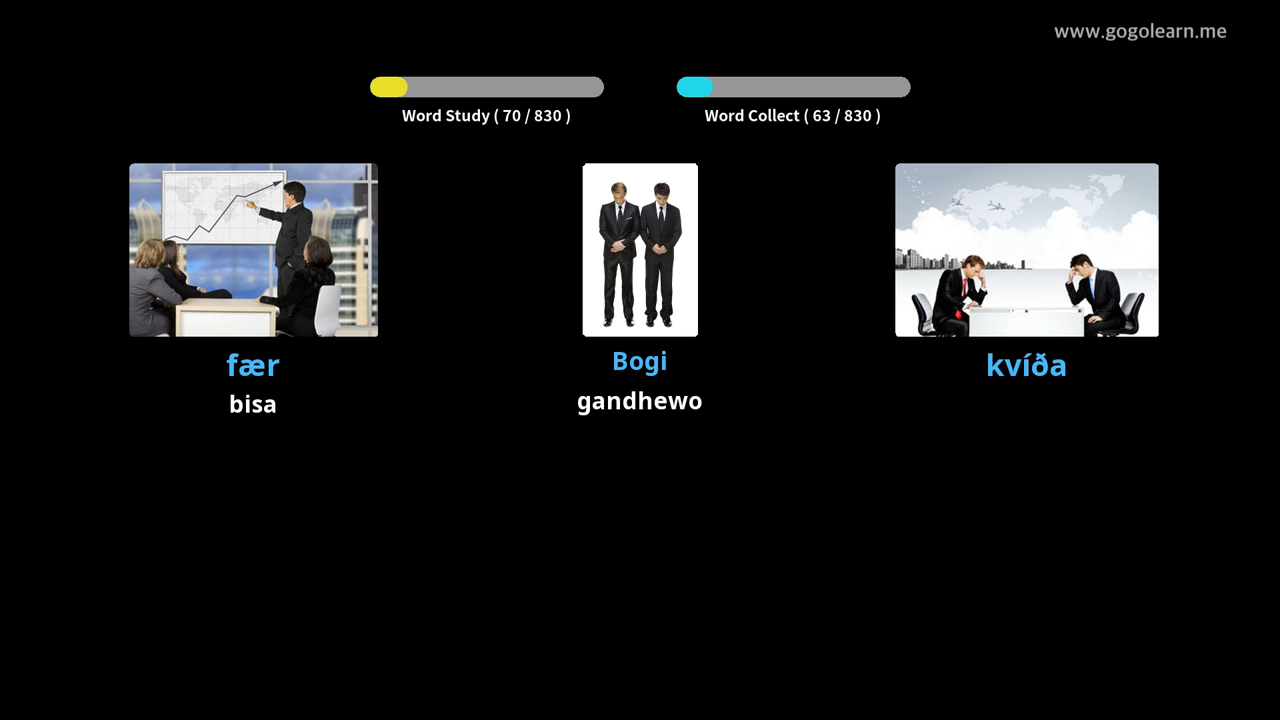 www.gogolearn.me
Word Study ( 70 / 830 )
Word Collect ( 63 / 830 )
fær
bisa
Bogi
gandhewo
kvíða